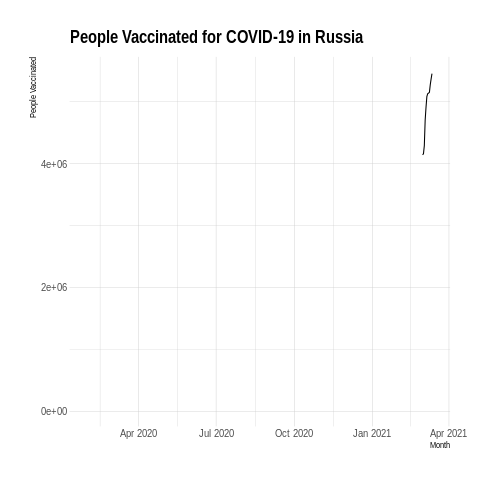 People Vaccinated for COVID-19 in Russia
People Vaccinated
4e+06
2e+06
0e+00
Apr 2020 Jul 2020 Oct 2020 Jan 2021 Apr 2021
Month